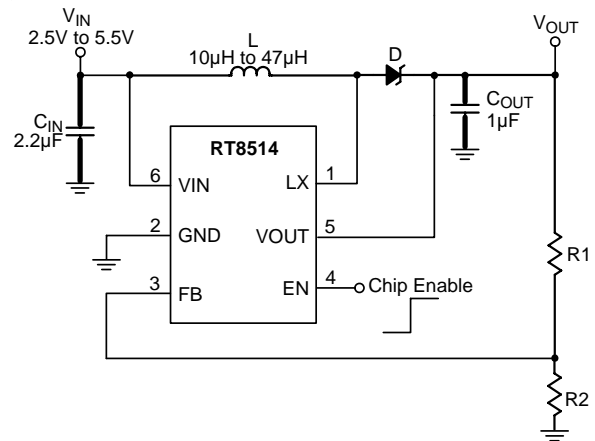 VIN
2.5V to 5.5V
L
10µH to 47µH
D
VOUT
CIN
2.2µF
COUT
1µF
RT8514
6 VIN
LX 1
2 GND
VOUT 5
3 FB
EN 4
Chip Enable
R1
R2